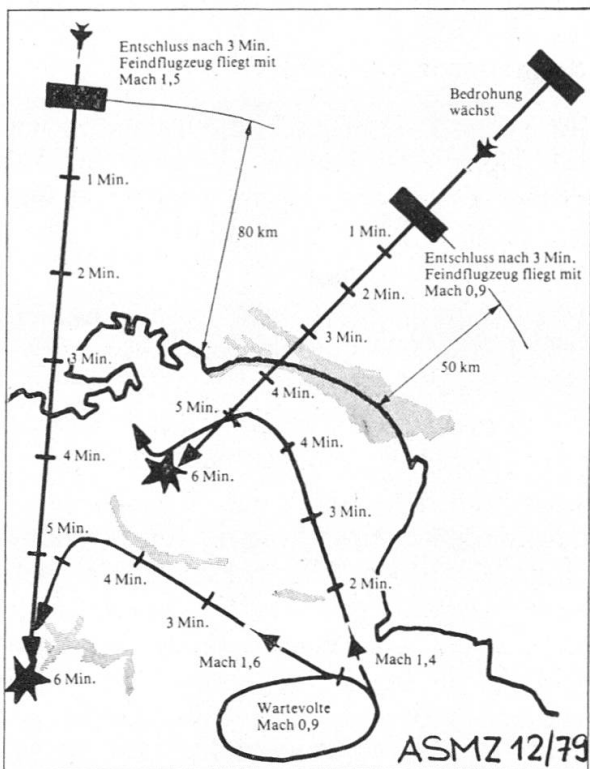 Entschluss nach 3 Min.
Feindflugzeug fliegt mit
Mach 1,5
Bedrohung
wächst
1 Min.
80 km
1 Min.
Entschluss nach 3 Min.
Feindflugzeug fliegt mit
Mach 0,9
2 Min.
2 Min.
3 Min.
3 Min.
50 km
4 Min.
5 Min.
4 Min.
4 Min.
6 Min.
3 Min.
5 Min.
4 Min.
2 Min.
3 Min.
Mach 1,6
Mach 1,4
6 Min.
Wartevolte
Mach 0,9
ASMZ 12/79